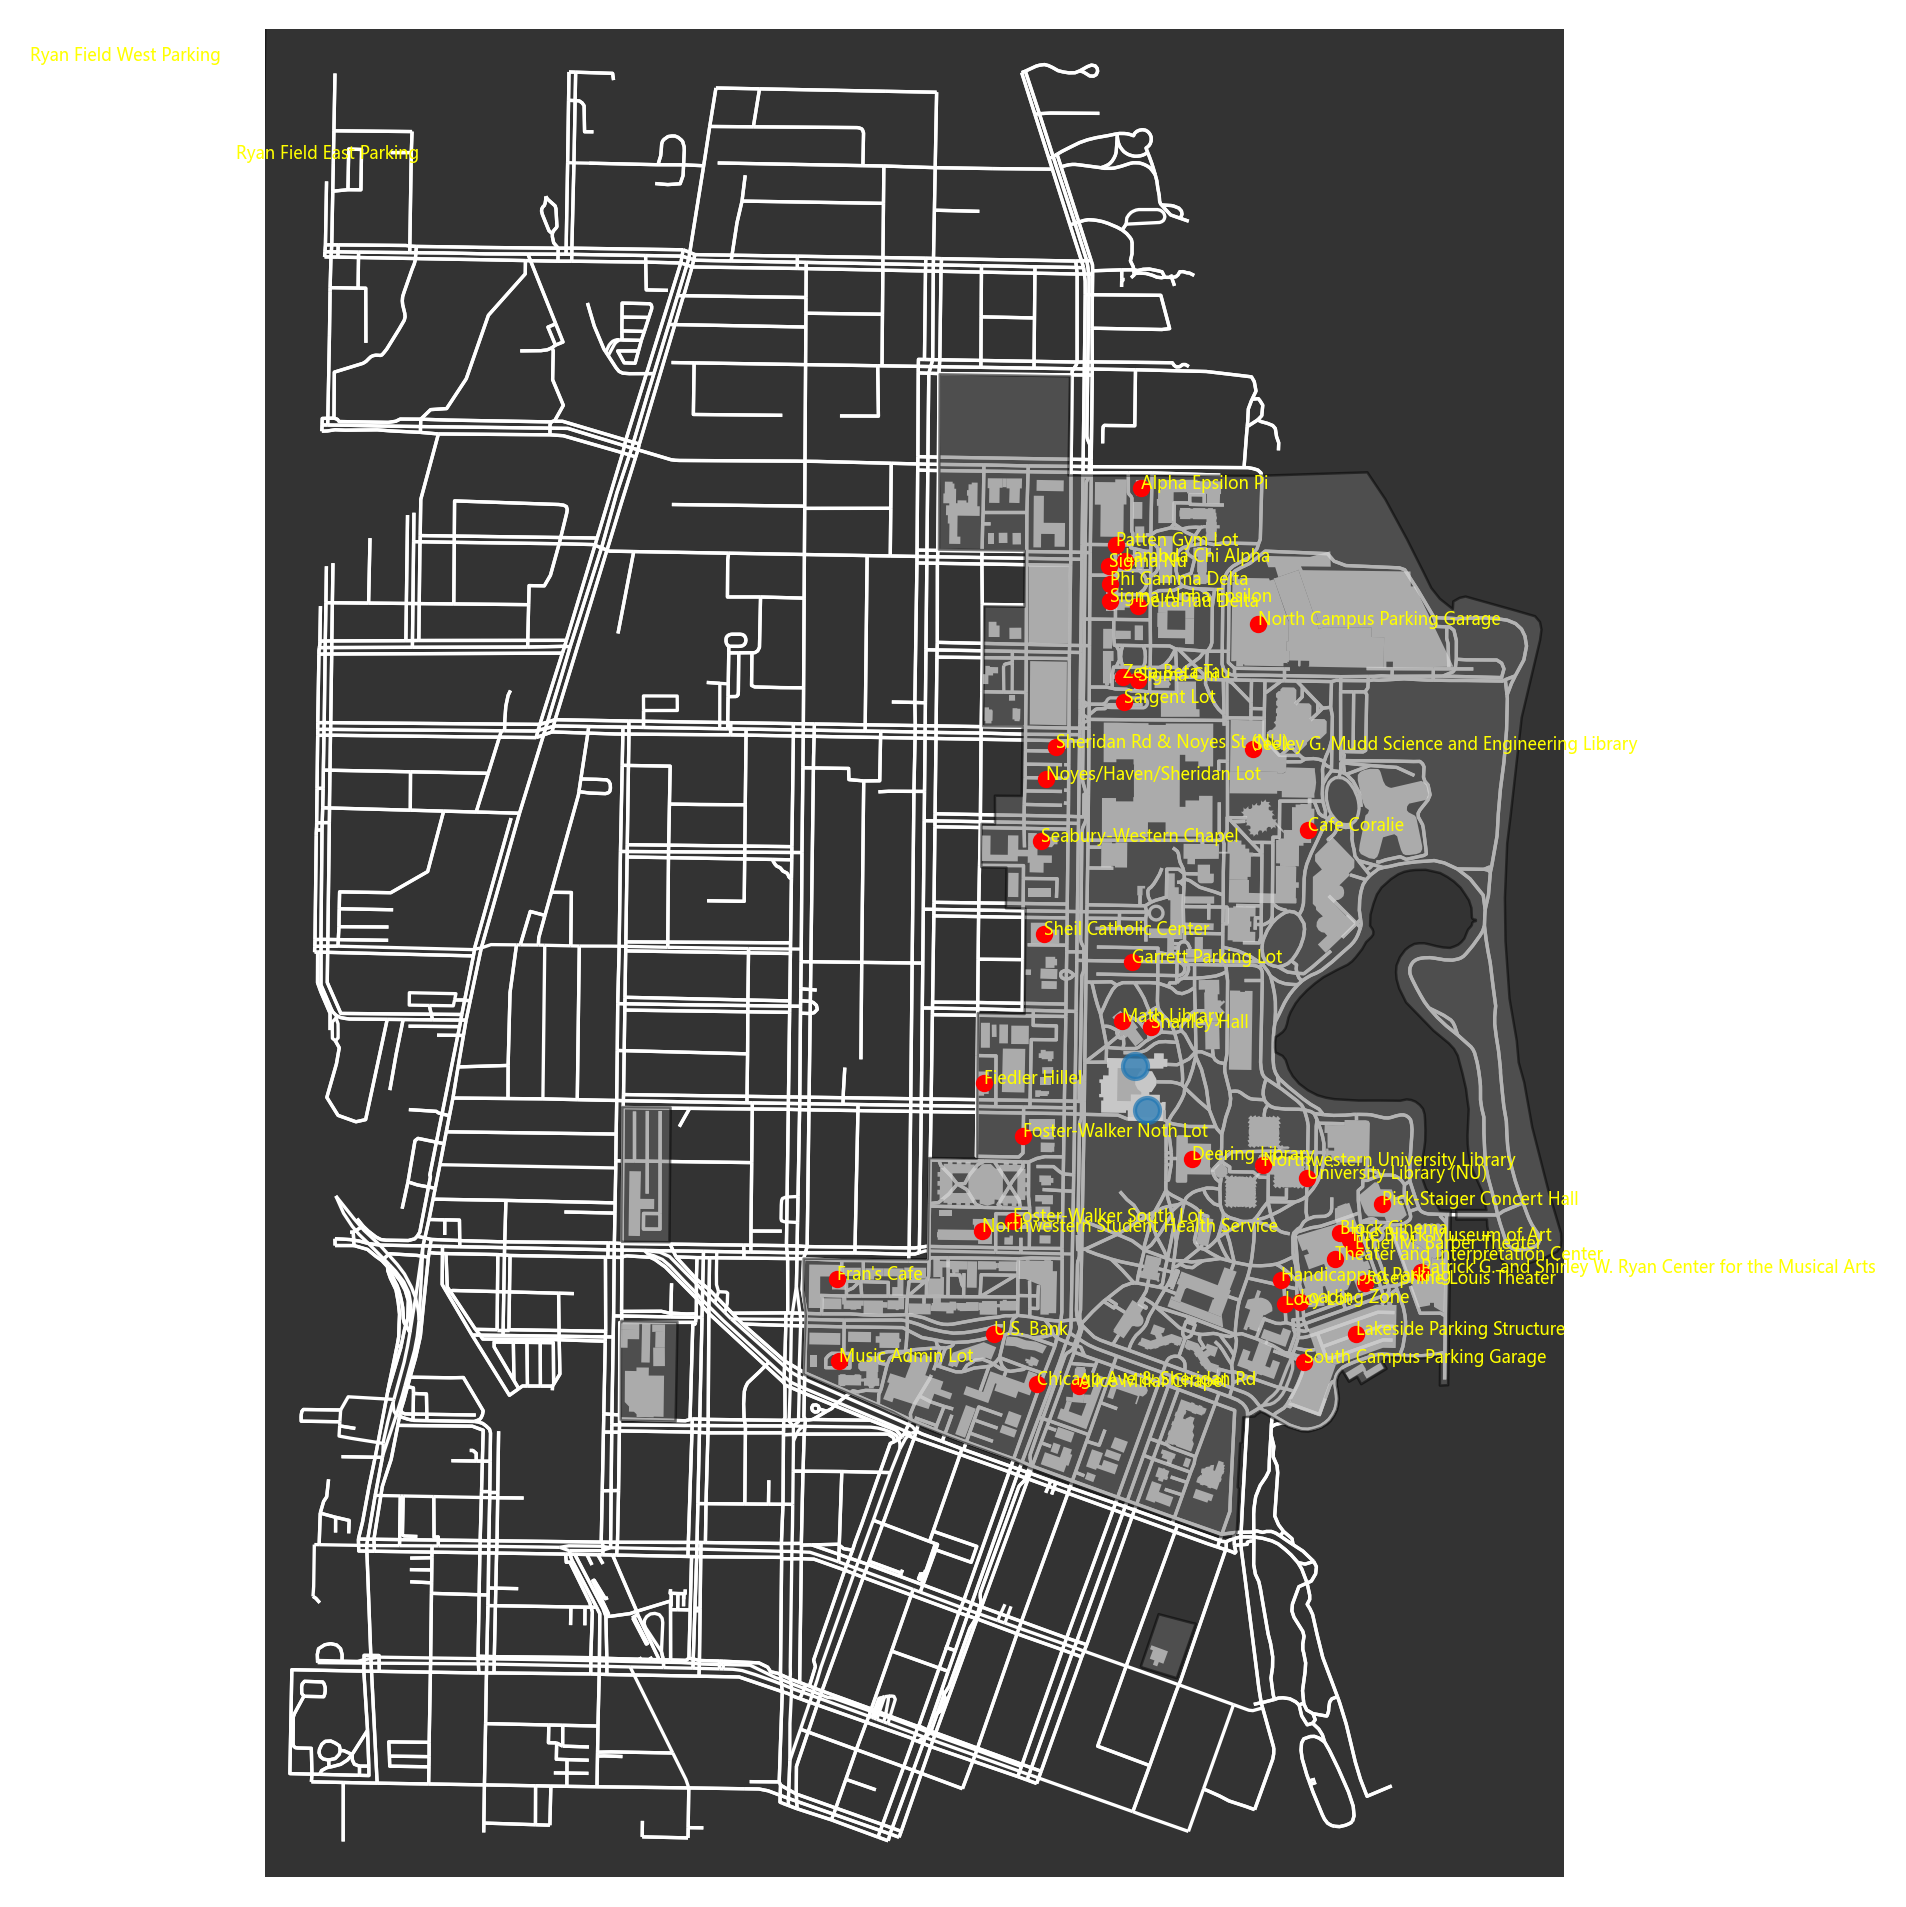 Ryan Field West Parking
Ryan Field East Parking
Alpha Epsilon Pi
Patten Gym Lot
Lambda Chi Alpha
Sigma Nu
Phi Gamma Delta
Sigma Alpha Epsilon
Delta Tau Delta
North Campus Parking Garage
Zeta Beta Tau
Sigma Chi
Sargent Lot
Sheridan Rd & Noyes St (NU)
Seeley G. Mudd Science and Engineering Library
Noyes/Haven/Sheridan Lot
Cafe Coralie
Seabury-Western Chapel
Sheil Catholic Center
Garrett Parking Lot
Math Library
Shanley Hall
Fiedler Hillel
Foster-Walker Noth Lot
Deering Library
Northwestern University Library
University Library (NU)
Pick-Staiger Concert Hall
Foster-Walker South Lot
Northwestern Student Health Service
Block Cinema
The Block Museum of Art
Ethel M. Barber Theater
Theater and Interpretation Center
Patrick G. and Shirley W. Ryan Center for the Musical Arts
Fran's Cafe
Handicapped Parking
Josephine Louis Theater
Locy Lot
Loading Zone
U.S. Bank
Lakeside Parking Structure
Music Admin Lot
South Campus Parking Garage
Chicago Ave & Sheridan Rd
Alice Millar Chapel